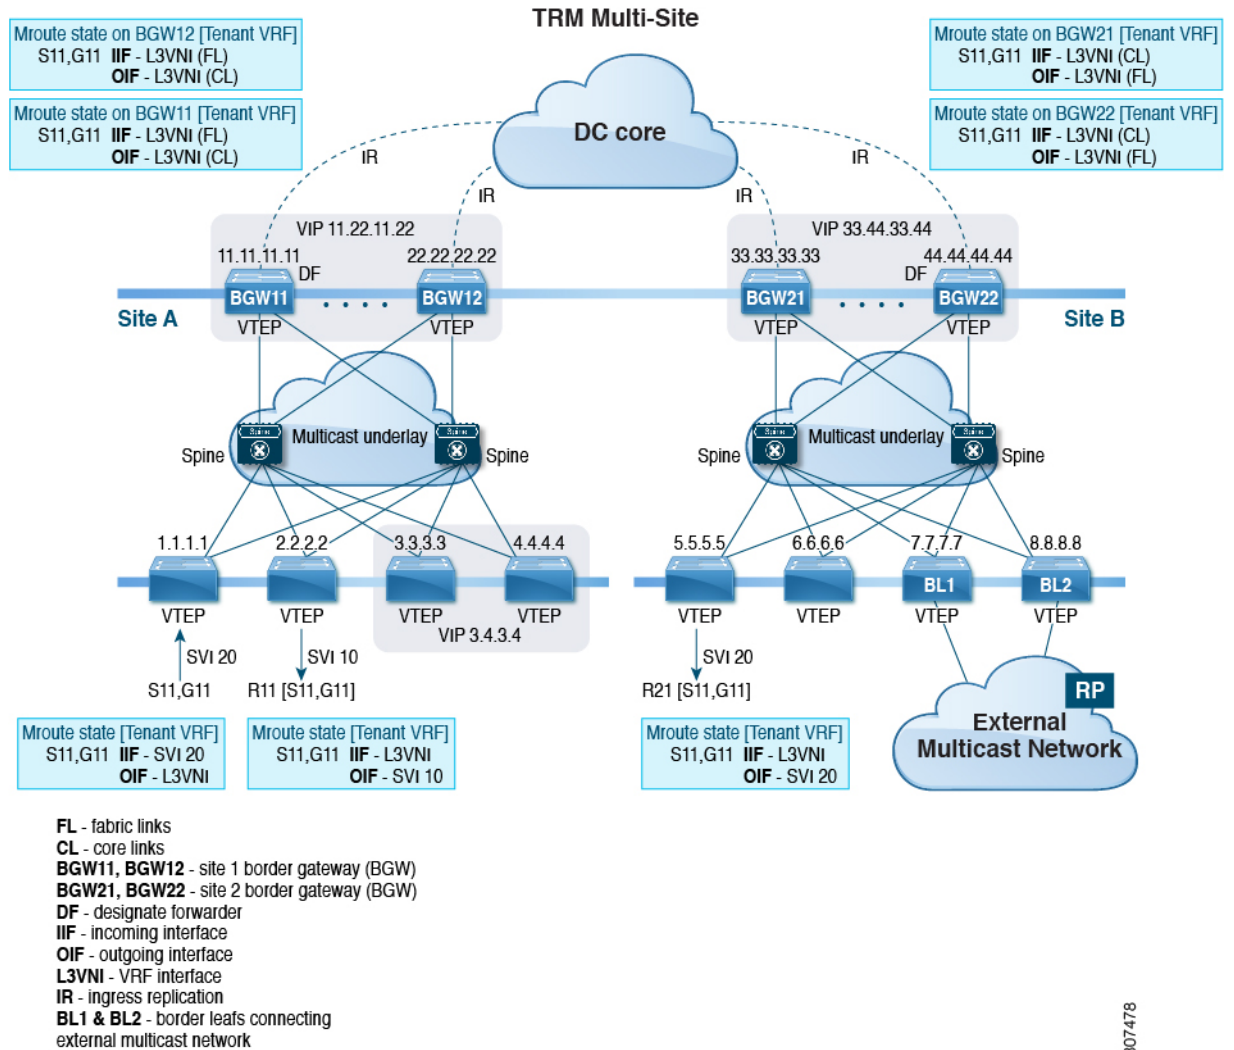 TRM Multi-Site
Mroute state on BGW12 [Tenant VRF]
S11,G11 IIF - L3VNI (FL)
OIF - L3VNI (CL)
Mroute state on BGW11 [Tenant VRF]
S11,G11 IIF - L3VNI (FL)
OIF - L3VNI (CL)
Mroute state on BGW21 [Tenant VRF]
S11,G11 IIF - L3VNI (CL)
OIF - L3VNI (FL)
Mroute state on BGW22 [Tenant VRF]
S11,G11 IIF - L3VNI (CL)
OIF - L3VNI (FL)
DC core
IR
IR
IR
IR
VIP 11.22.11.22
VIP 33.44.33.44
11.11.11.11
22.22.22.22
33.33.33.33
44.44.44.44
DF
DF
BGW11
BGW12
BGW21
BGW22
Site A
VTEP
VTEP
VTEP
VTEP
Site B
Spine
Spine
Spine
Spine
Multicast underlay
Multicast underlay
Spine
Spine
Spine
Spine
1.1.1.1
2.2.2.2
3.3.3.3
4.4.4.4
5.5.5.5
6.6.6.6
7.7.7.7
8.8.8.8
BL1
BL2
VTEP
VTEP
VTEP
VTEP
VTEP
VTEP
VTEP
VTEP
VIP 3.4.3.4
SVI 20
SVI 10
SVI 20
S11,G11
R11 [S11,G11]
R21 [S11,G11]
RP
External
Multicast Network
Mroute state [Tenant VRF]
S11,G11 IIF - SVI 20
OIF - L3VNI
Mroute state [Tenant VRF]
S11,G11 IIF - L3VNI
OIF - SVI 10
Mroute state [Tenant VRF]
S11,G11 IIF - L3VNI
OIF - SVI 20
FL - fabric links
CL - core links
BGW11, BGW12 - site 1 border gateway (BGW)
BGW21, BGW22 - site 2 border gateway (BGW)
DF - designate forwarder
IIF - incoming interface
OIF - outgoing interface
L3VNI - VRF interface
IR - ingress replication
BL1 & BL2 - border leafs connecting
external multicast network